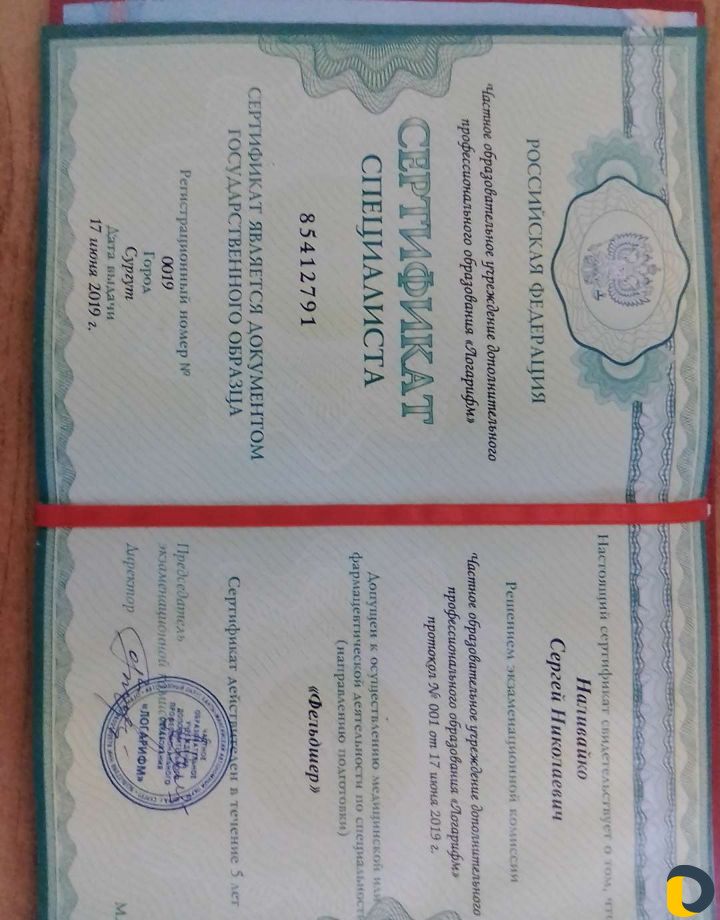 РОССИЙСКАЯ ФЕДЕРАЦИЯ
"Частное образовательное учреждение дополнительного
профессионального образования «Логарифм»
СЕРТИФИКАТ
СПЕЦИАЛИСТА
85412791
СЕРТИФИКАТ ЯВЛЯЕТСЯ ДОКУМЕНТОМ
ГОСУДАРСТВЕННОГО ОБРАЗЦА
Регистрационный номер №
0019
Город
Сургут
Дата выдачи
17 июня 2019 г.
Настоящий сертификат свидетельствует о том, что
Наливайко
Сергей Николаевич
Решением экзаменационной комиссии
Частное образовательное учреждение дополнительного
профессионального образования «Логарифм»
протокол № 001 от 17 июня 2019 г.
Допущен к осуществлению медицинской или
фармацевтической деятельности по специальности
(направлению подготовки)
«Фельдшер»
Сертификат действителен в течение 5 лет
Председатель
экзаменационной
Директор
«ЛОГАРИФМ»
М.